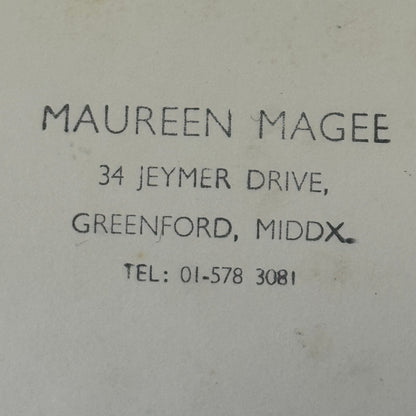 MAUREEN MAGEE
34 JEYMER DRIVE,
GREENFORD, MIDDX.
TEL: 01-578 3081